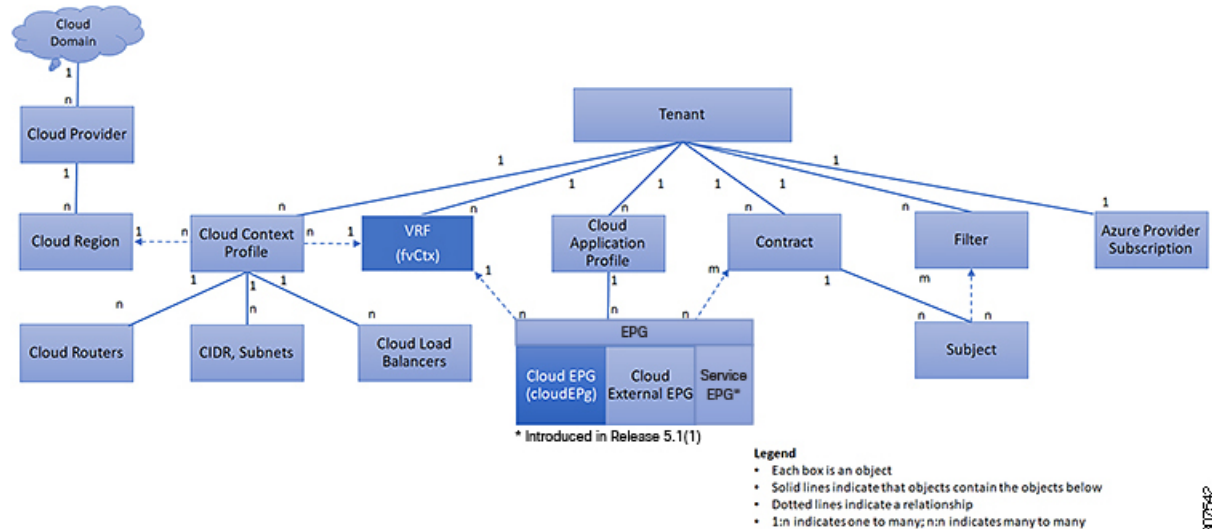 Cloud
Domain
1
n
Cloud Provider
Tenant
1
n
1
1
1
1
1
1
n
n
n
n
n
1
Cloud Region
1
n
Cloud Context
Profile
n
1
VRF
(fvCtx)
Cloud
Application
Profile
Contract
Filter
Azure Provider
Subscription
1
1
1
1
1
m
1
m
n
n
n
n
n
n
n
n
Cloud Routers
CIDR, Subnets
Cloud Load
Balancers
EPG
Cloud EPG
(cloudEPg)
Cloud
External EPG
Service
EPG*
Subject
* Introduced in Release 5.1(1)
Legend
• Each box is an object
• Solid lines indicate that objects contain the objects below
• Dotted lines indicate a relationship
• 1:n indicates one to many; n:n indicates many to many